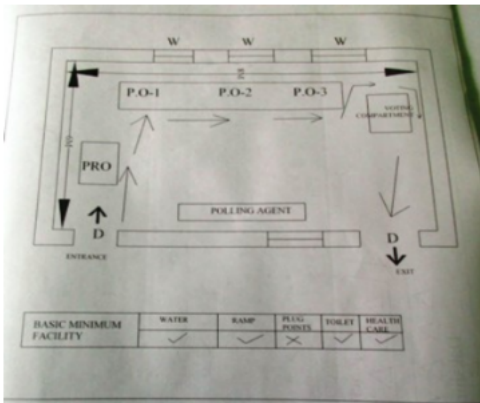 W W W
P.O-1 P.O-2 P.O-3
VOTING
COMPARTMENT
PRO
POLLING AGENT
D D
ENTRANCE
EXIT
BASIC MINIMUM FACILITY WATER RAMP PLUG POINTS TOILET HEALTH CARE